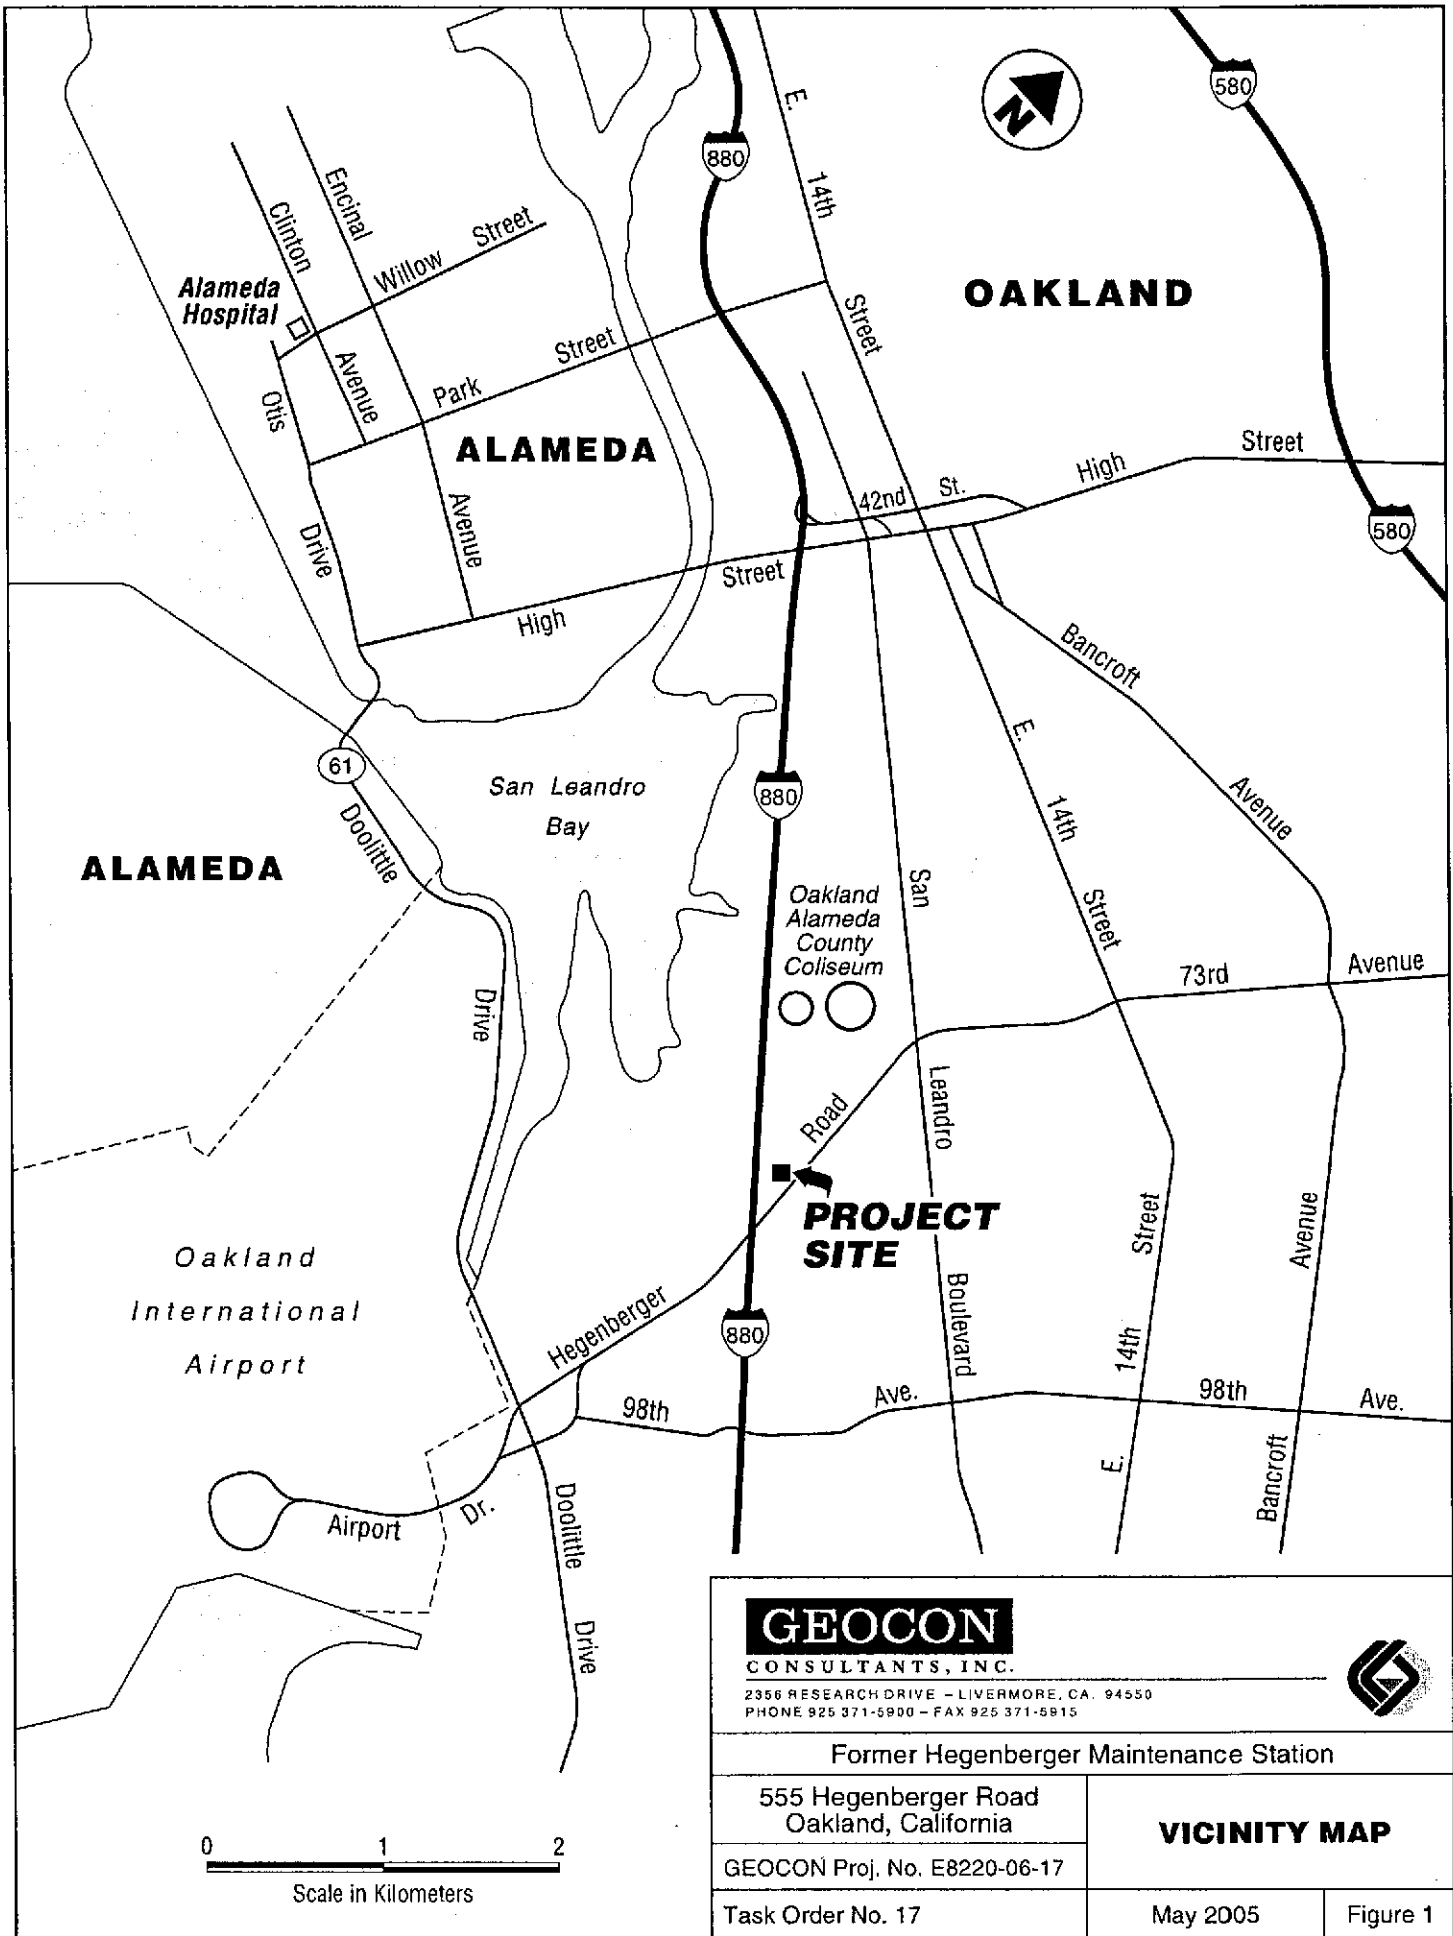 580
N
E.
880
14th
Encinal
Clinton
Street
Willow
Alameda
Hospital
OAKLAND
Street
Street
Avenue
Park
Otis
ALAMEDA
Street
High
42nd St.
Avenue
580
Drive
Street
High
Bancroft
E.
61
San Leandro
Bay
880
Doolittle
14th
Avenue
ALAMEDA
San
Oakland
Alameda
County
Coliseum
Street
73rd
Avenue
Drive
Road
Leandro
PROJECT
SITE
Street
Avenue
Oakland
International
Airport
Hegenberger
Boulevard
880
14th
98th
Ave.
98th
Ave.
E.
Bancroft
Airport
Dr.
Doolittle
Drive
GEOCON
CONSULTANTS, INC.
2356 RESEARCH DRIVE – LIVERMORE, CA. 94550
PHONE 925 371-5900 – FAX 925 371-5915
Former Hegenberger Maintenance Station
555 Hegenberger Road
Oakland, California
VICINITY MAP
GEOCON Proj. No. E8220-06-17
Task Order No. 17
May 2005
Figure 1
0 1 2
Scale in Kilometers